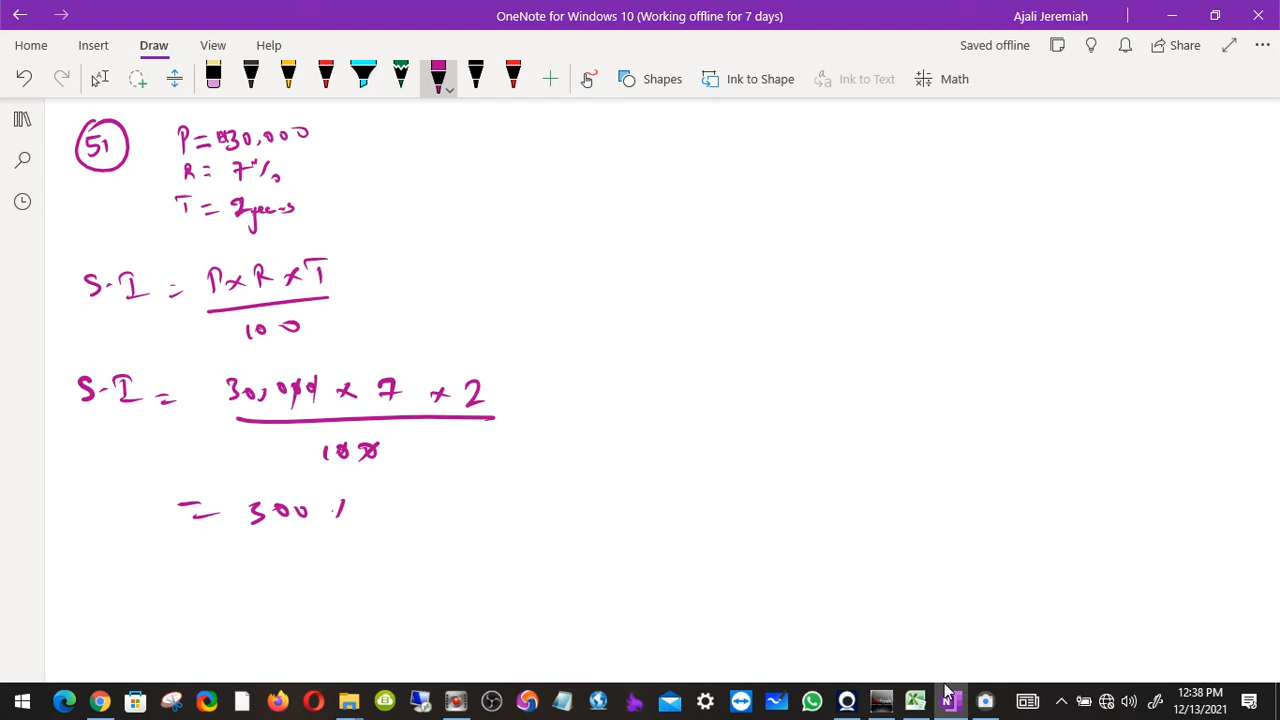 OneNote for Windows 10 (Working offline for 7 days)
Ajali Jeremiah
Home Insert Draw View Help
Saved offline
Share
Shapes
Ink to Shape
Ink to Text
Math
51
P = 30,000
R = 7%
T = 2years
S.I = P x R x T
100
S.I = 30,000 x 7 x 2
100
= 300
12:38 PM
12/13/2021